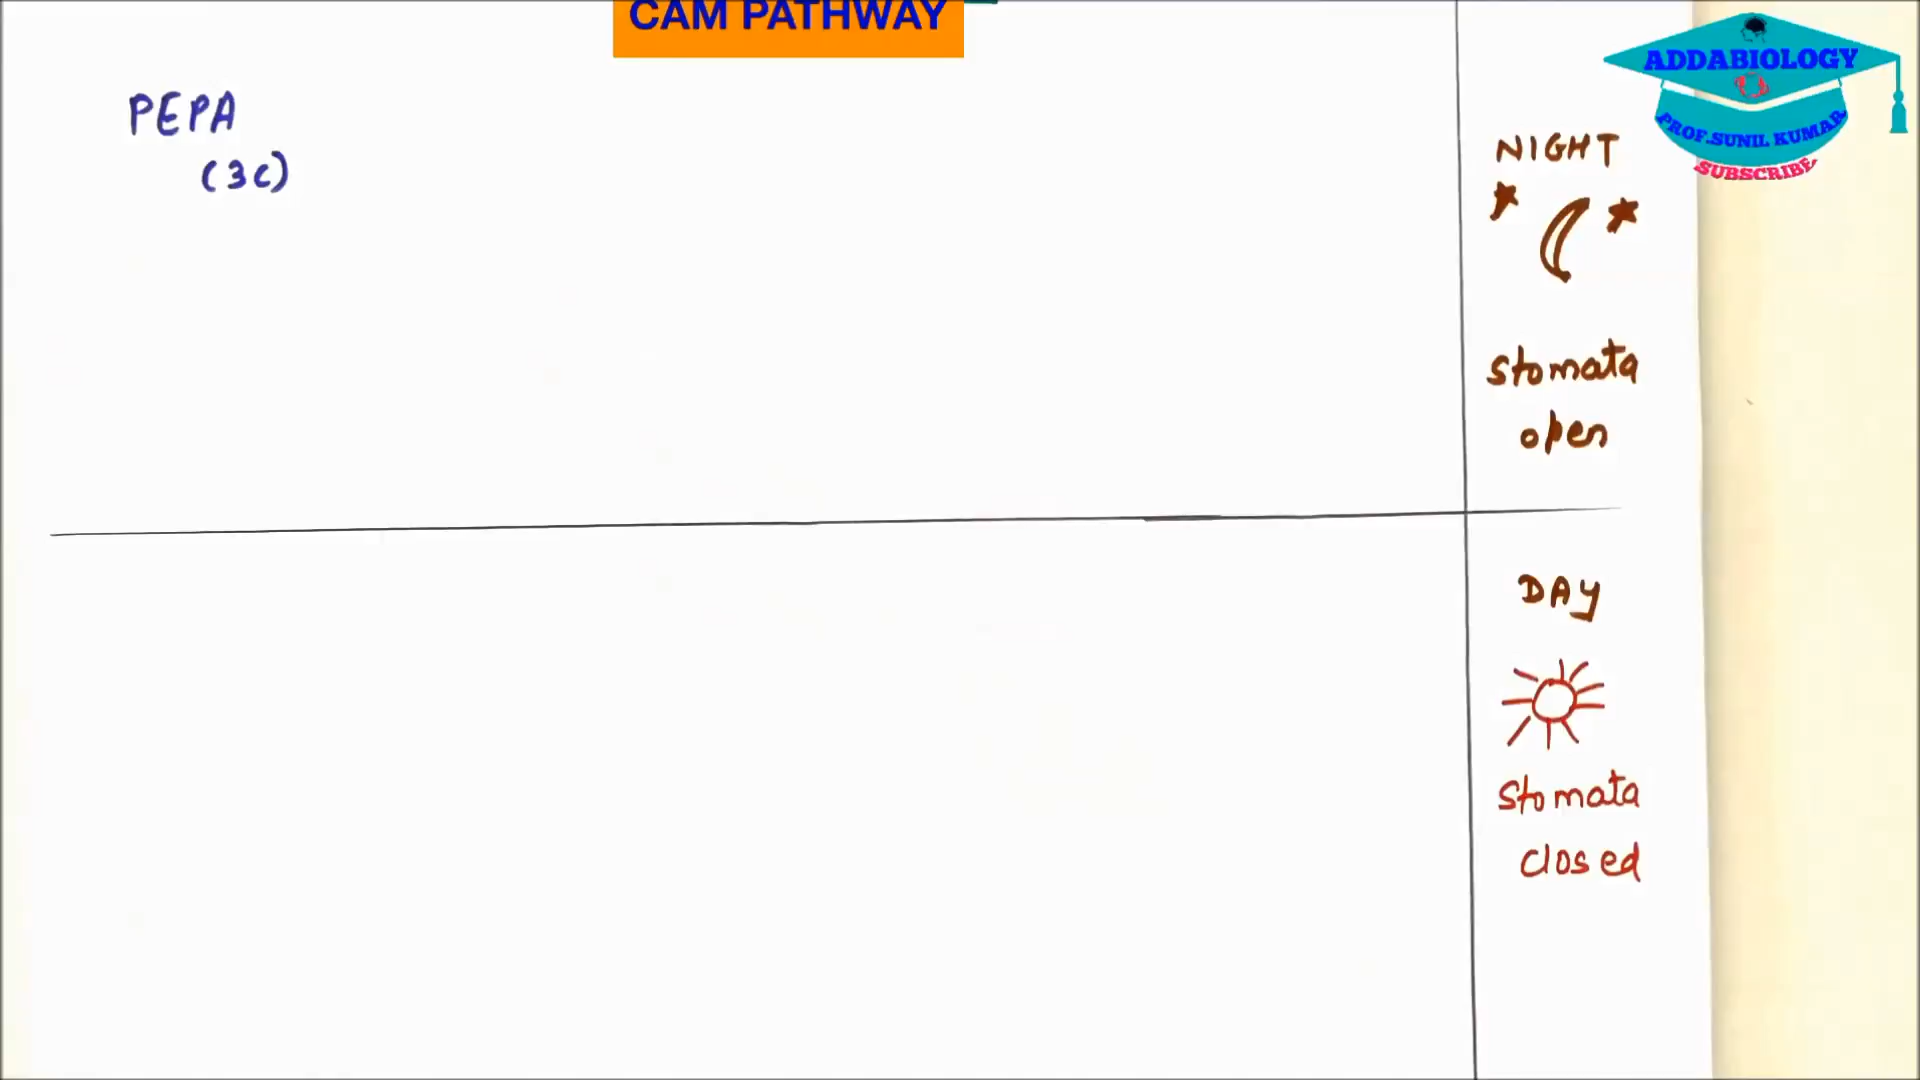 CAM PATHWAY
PEPA
(3C)
ADDABIOLOGY
PROF.SUNIL KUMAR
SUBSCRIBE
NIGHT
stomata
open
DAY
Stomata
closed